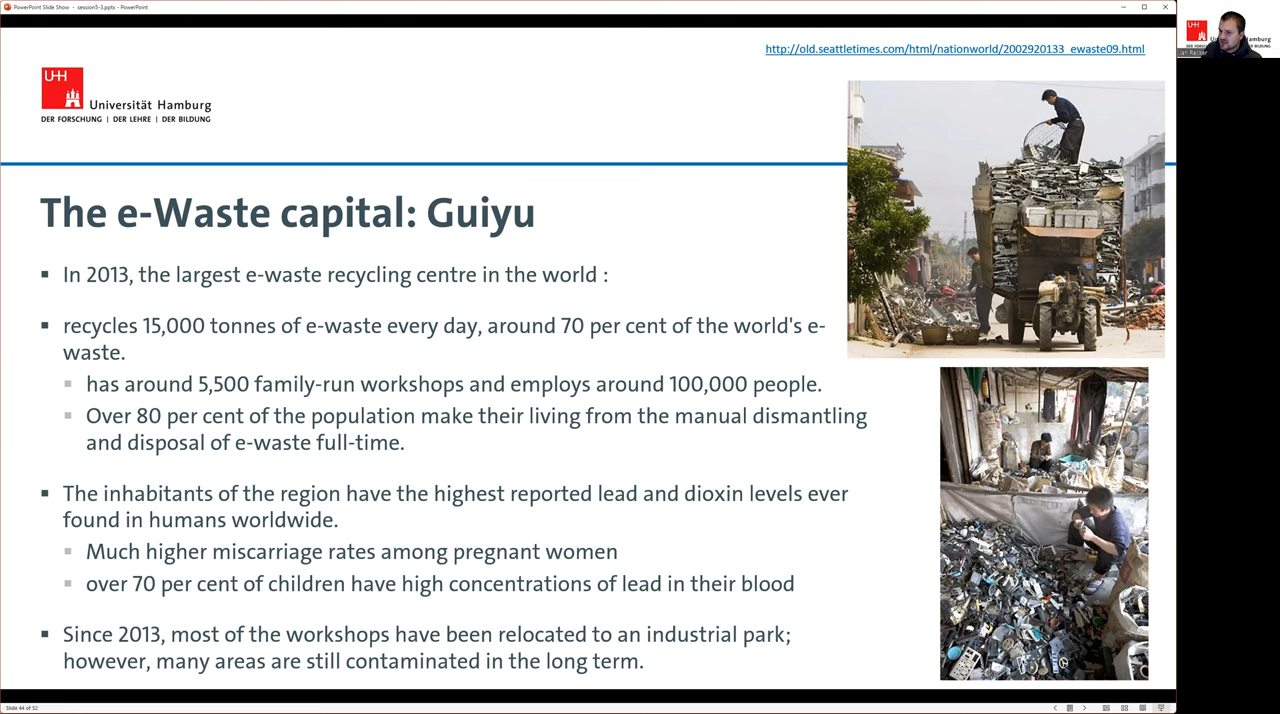 PowerPoint Slide Show - session5-3.pptx - PowerPoint
http://old.seattletimes.com/html/nationworld/2002920133_ewaste09.html
UHH
Universität Hamburg
DER FORSCHUNG | DER LEHRE | DER BILDUNG
The e-Waste capital: Guiyu
▪ In 2013, the largest e-waste recycling centre in the world :
▪ recycles 15,000 tonnes of e-waste every day, around 70 per cent of the world's e-
waste.
▪ has around 5,500 family-run workshops and employs around 100,000 people.
▪ Over 80 per cent of the population make their living from the manual dismantling
and disposal of e-waste full-time.
▪ The inhabitants of the region have the highest reported lead and dioxin levels ever
found in humans worldwide.
▪ Much higher miscarriage rates among pregnant women
▪ over 70 per cent of children have high concentrations of lead in their blood
▪ Since 2013, most of the workshops have been relocated to an industrial park;
however, many areas are still contaminated in the long term.
Slide 44 of 52
UHH